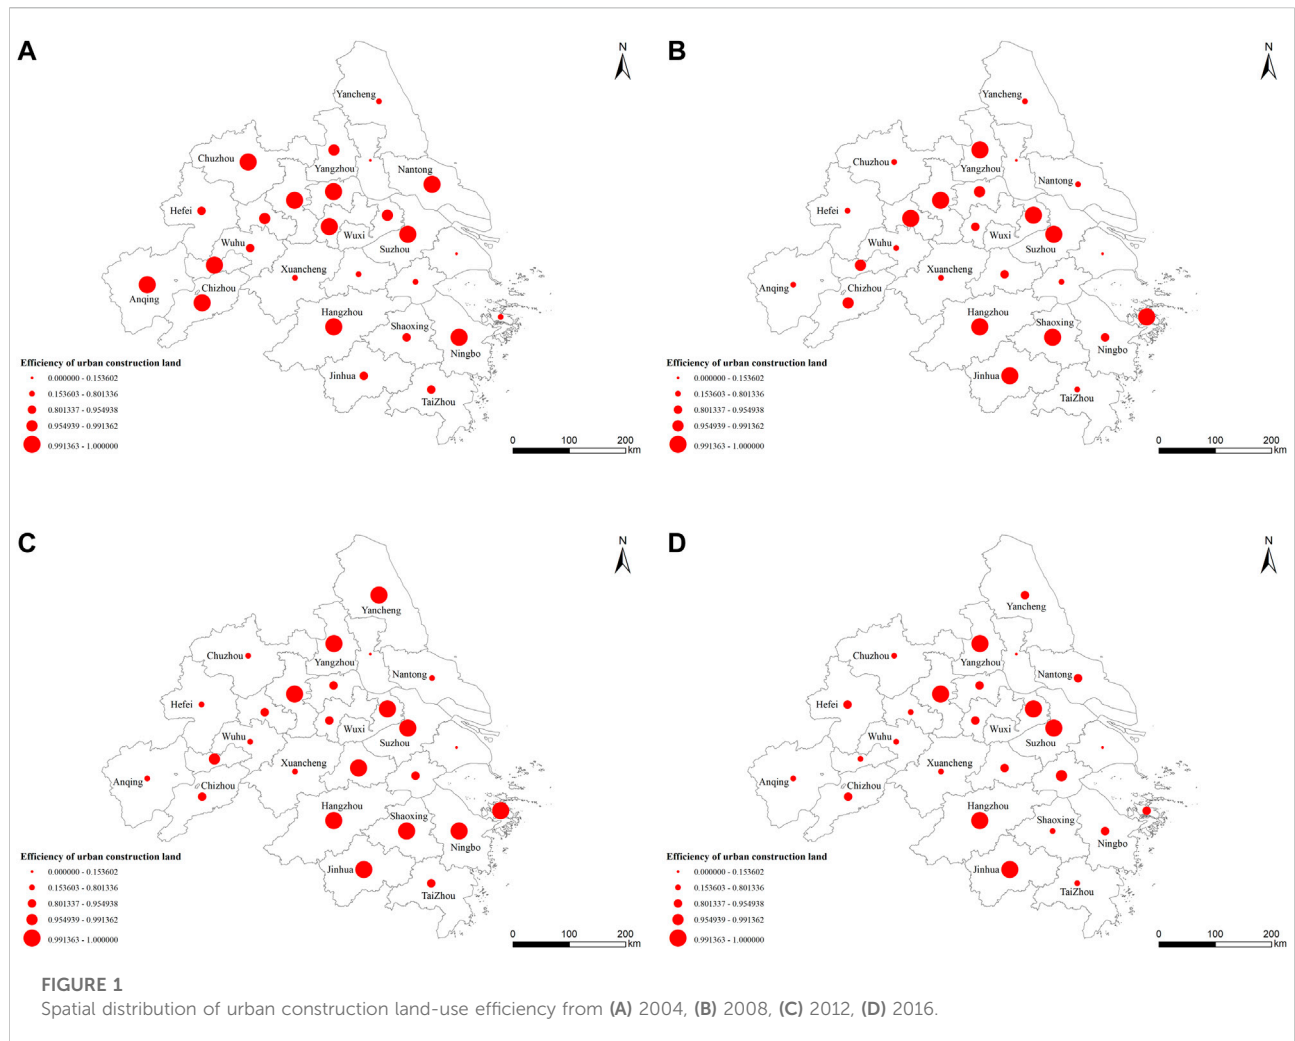 A
N
Yancheng
Chuzhou
Yangzhou
Nantong
Hefei
Wuhu
Wuxi
Suzhou
Xuancheng
Anqing
Chizhou
Hangzhou
Shaoxing
Ningbo
Jinhua
TaiZhou
Efficiency of urban construction land
0.000000 - 0.153602
0.153603 - 0.801336
0.801337 - 0.954938
0.954939 - 0.991362
0.991363 - 1.000000
0 100 200
km
B
N
Yancheng
Chuzhou
Yangzhou
Nantong
Hefei
Wuhu
Wuxi
Suzhou
Xuancheng
Anqing
Chizhou
Hangzhou
Shaoxing
Ningbo
Jinhua
TaiZhou
Efficiency of urban construction land
0.000000 - 0.153602
0.153603 - 0.801336
0.801337 - 0.954938
0.954939 - 0.991362
0.991363 - 1.000000
0 100 200
km
C
N
Yancheng
Yangzhou
Chuzhou
Nantong
Hefei
Wuhu
Wuxi
Suzhou
Xuancheng
Anqing
Chizhou
Hangzhou
Shaoxing
Ningbo
Jinhua
TaiZhou
Efficiency of urban construction land
0.000000 - 0.153602
0.153603 - 0.801336
0.801337 - 0.954938
0.954939 - 0.991362
0.991363 - 1.000000
0 100 200
km
D
N
Yancheng
Chuzhou
Yangzhou
Nantong
Hefei
Wuhu
Wuxi
Suzhou
Xuancheng
Anqing
Chizhou
Hangzhou
Shaoxing
Ningbo
Jinhua
TaiZhou
Efficiency of urban construction land
0.000000 - 0.153602
0.153603 - 0.801336
0.801337 - 0.954938
0.954939 - 0.991362
0.991363 - 1.000000
0 100 200
km
FIGURE 1
Spatial distribution of urban construction land-use efficiency from (A) 2004, (B) 2008, (C) 2012, (D) 2016.